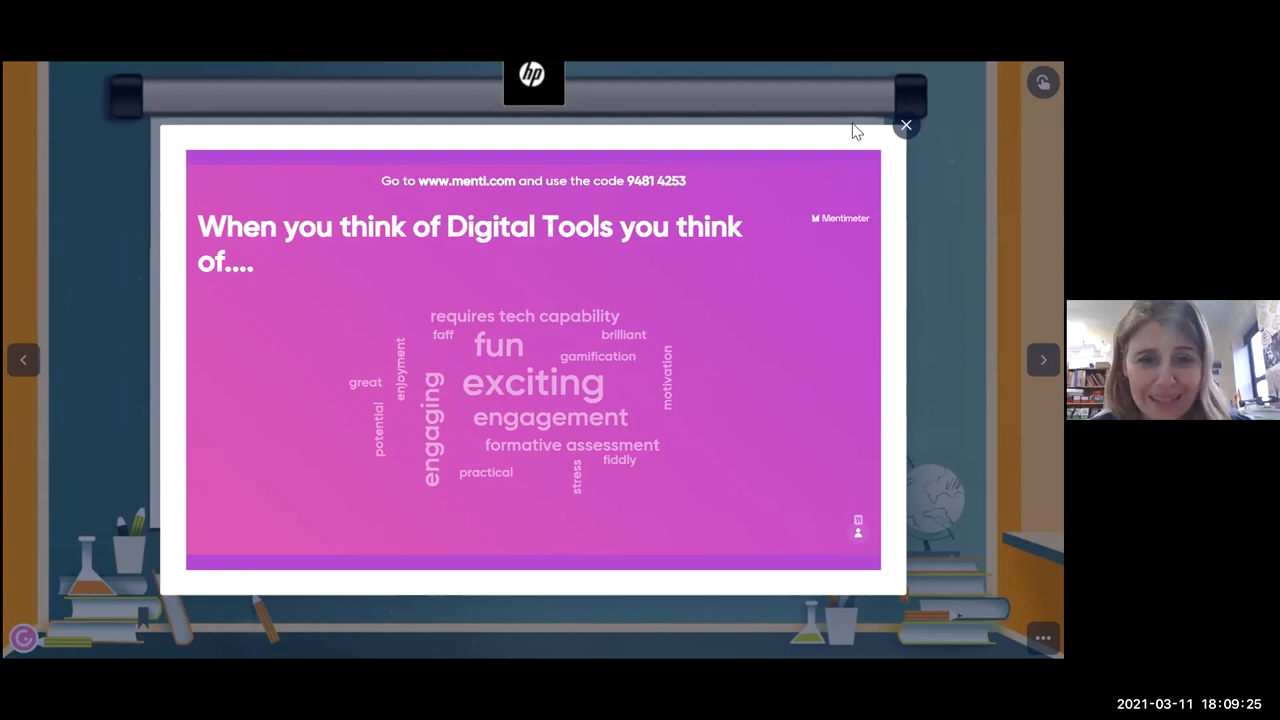 hp
Go to www.menti.com and use the code 9481 4253
Mentimeter
When you think of Digital Tools you think
of....
requires tech capability
faff
brilliant
fun
gamification
enjoyment
motivation
great
exciting
engaging
potential
engagement
formative assessment
fiddly
practical
stress
2021-03-11 18:09:25